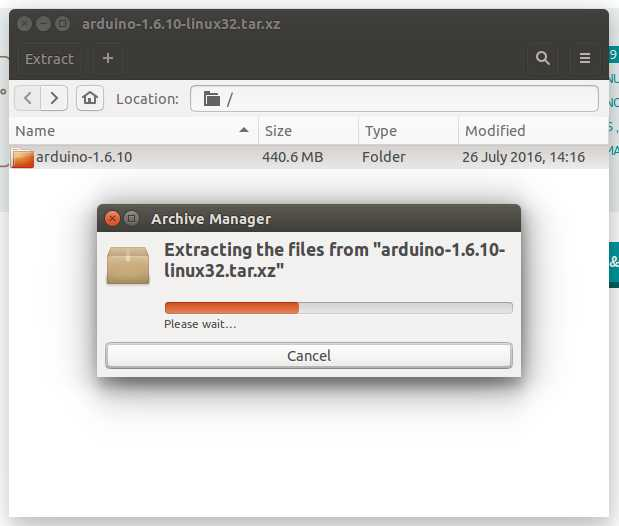 arduino-1.6.10-linux32.tar.xz
Extract
Location: /
Name Size Type Modified
arduino-1.6.10 440.6 MB Folder 26 July 2016, 14:16
Archive Manager
Extracting the files from "arduino-1.6.10-
linux32.tar.xz"
Please wait...
Cancel
&